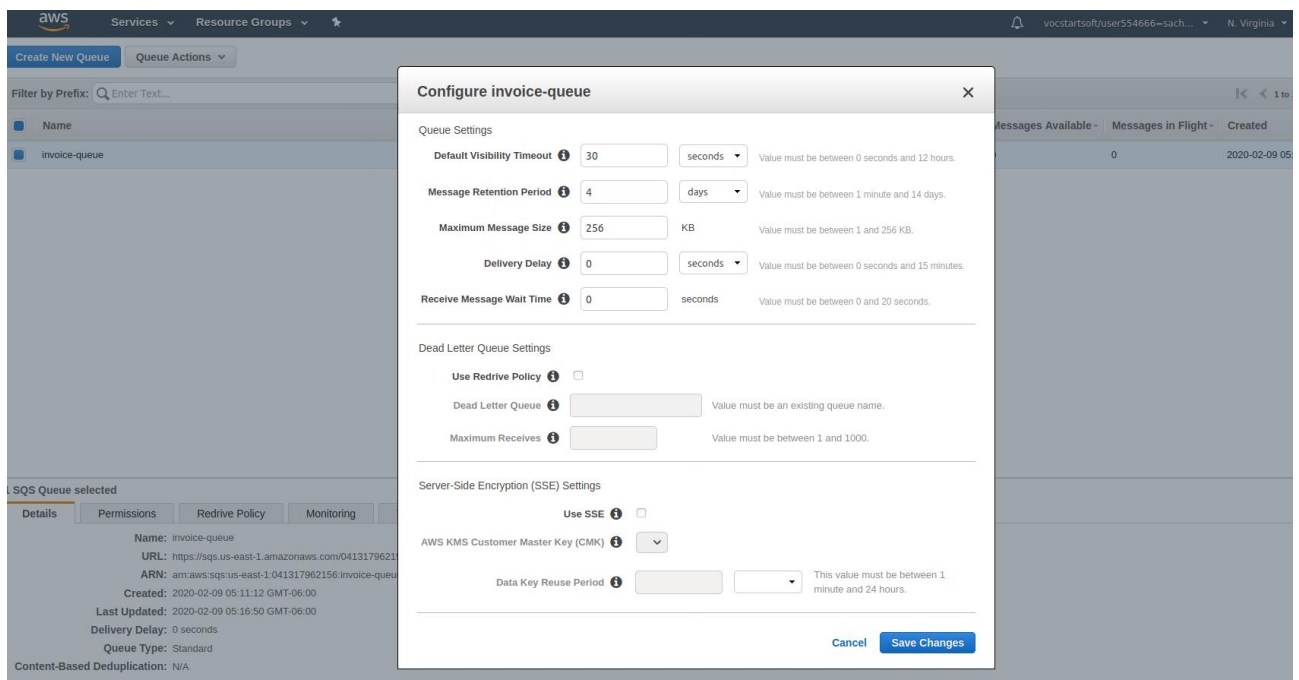 aws Services Resource Groups vocstartsoft/user554666=sach... N. Virginia
Create New Queue Queue Actions
Filter by Prefix: Enter Text... 1 to
Name Messages Available Messages in Flight Created
invoice-queue 0 2020-02-09 05:
Configure invoice-queue
Queue Settings
Default Visibility Timeout 30 seconds Value must be between 0 seconds and 12 hours.
Message Retention Period 4 days Value must be between 1 minute and 14 days.
Maximum Message Size 256 KB Value must be between 1 and 256 KB.
Delivery Delay 0 seconds Value must be between 0 seconds and 15 minutes.
Receive Message Wait Time 0 seconds Value must be between 0 and 20 seconds.
Dead Letter Queue Settings
Use Redrive Policy
Dead Letter Queue Value must be an existing queue name.
Maximum Receives Value must be between 1 and 1000.
Server-Side Encryption (SSE) Settings
Use SSE
AWS KMS Customer Master Key (CMK)
Data Key Reuse Period This value must be between 1
minute and 24 hours.
Cancel Save Changes
1 SQS Queue selected
Details Permissions Redrive Policy Monitoring
Name: invoice-queue
URL: https://sqs.us-east-1.amazonaws.com/04131796215
ARN: arn:aws:sqs:us-east-1:041317962156:invoice-queu
Created: 2020-02-09 05:11:12 GMT-06:00
Last Updated: 2020-02-09 05:16:50 GMT-06:00
Delivery Delay: 0 seconds
Queue Type: Standard
Content-Based Deduplication: N/A